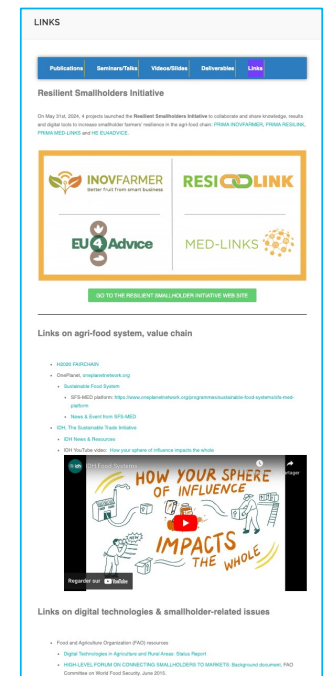 LINKS
Publications Seminars/Talks Videos/Slides Deliverables Links
Resilient Smallholders Initiative
On May 31st, 2024, 4 projects launched the Resilient Smallholders Initiative to collaborate and share knowledge, results
and digital tools to increase smallholder farmers' resilience in the agri-food chain: PRIMA INOVFARMER, PRIMA RESILINK,
PRIMA MED-LINKS and HE EU4ADVICE.
INOVFARMER
Better fruit from smart business
RESILINK
EU4Advice
MED-LINKS
GO TO THE RESILIENT SMALLHOLDER INITIATIVE WEB SITE
Links on agri-food system, value chain
H2020 FAIRCHAIN
OnePlanet, oneplanetnetwork.org
Sustainable Food System
SFS-MED platform: https://www.oneplanetnetwork.org/programmes/sustainable-food-systems/sfs-med-
platform
News & Event from SFS-MED
IDH, The Sustainable Trade Initiative
IDH News & Resources
IDH YouTube video: How your sphere of influence impacts the whole
IDH Food Systems
HOW YOUR SPHERE
OF INFLUENCE
IMPACTS
THE WHOLE
Regarder sur YouTube
Links on digital technologies & smallholder-related issues
Food and Agriculture Organization (FAO) resources
Digital Technologies in Agriculture and Rural Areas: Status Report
HIGH-LEVEL FORUM ON CONNECTING SMALLHOLDERS TO MARKETS: Background document, FAO
Committee on World Food Security, June 2015.